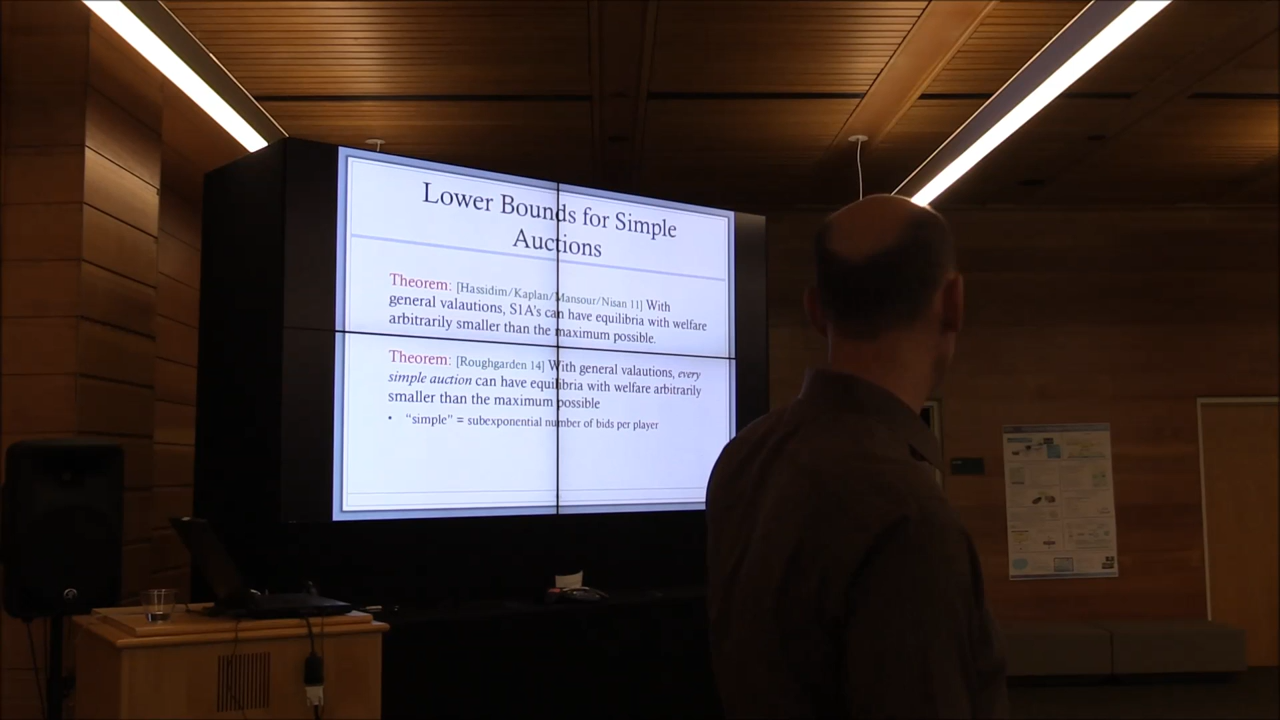 Lower Bounds for Simple
Auctions
Theorem: [Hassidim/Kaplan/Mansour/Nisan 11] With
general valautions, S1A's can have equilibria with welfare
arbitrarily smaller than the maximum possible.
Theorem: [Roughgarden 14] With general valautions, every
simple auction can have equilibria with welfare arbitrarily
smaller than the maximum possible
• "simple" = subexponential number of bids per player